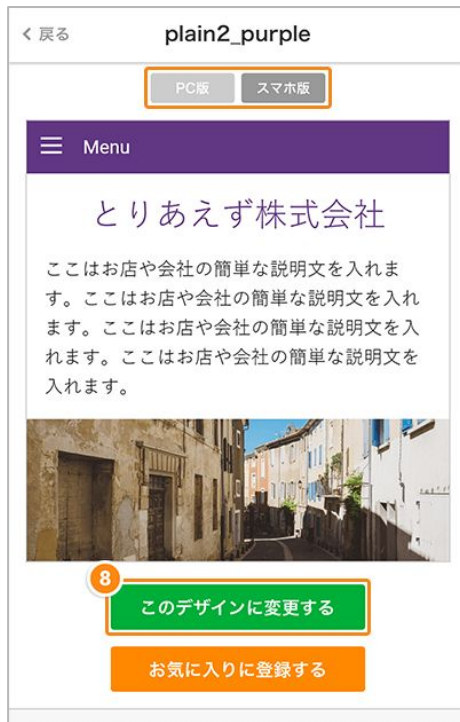 戻る
plain2_purple
PC版
スマホ版
Menu
とりあえず株式会社
ここはお店や会社の簡単な説明文を入れま
す。ここはお店や会社の簡単な説明文を入れ
ます。ここはお店や会社の簡単な説明文を入
れます。ここはお店や会社の簡単な説明文を
入れます。
8
このデザインに変更する
お気に入りに登録する